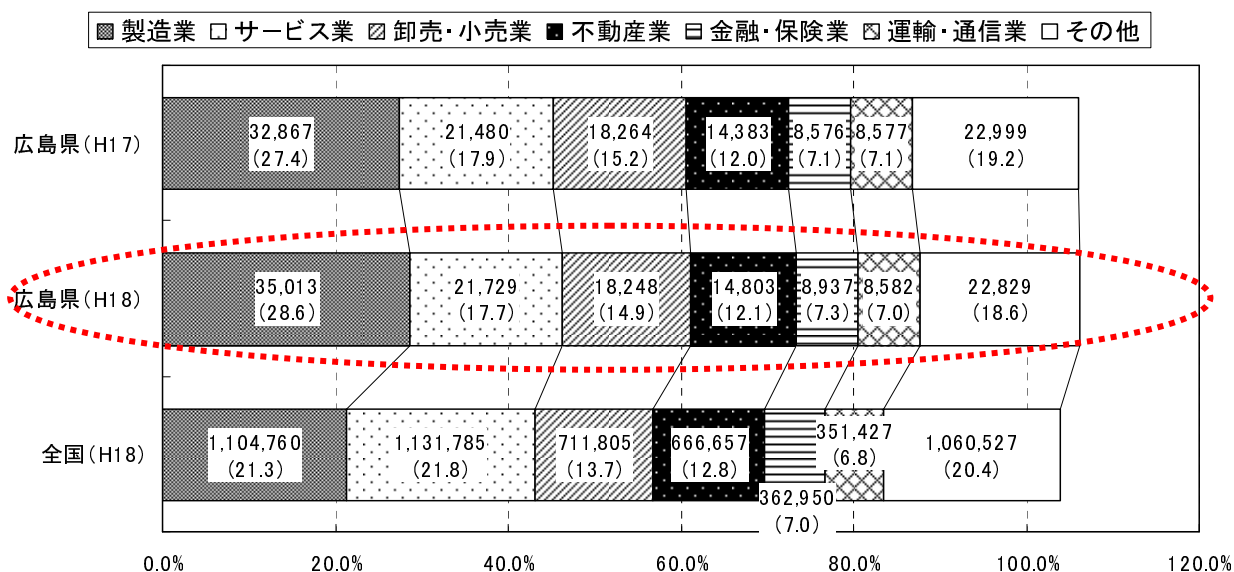 製造業 サービス業 卸売・小売業 不動産業 金融・保険業 運輸・通信業 その他
広島県(H17)
32,867 21,480 18,264 14,383 8,576 8,577 22,999
(27.4) (17.9) (15.2) (12.0) (7.1) (7.1) (19.2)
広島県(H18)
35,013 21,729 18,248 14,803 8,937 8,582 22,829
(28.6) (17.7) (14.9) (12.1) (7.3) (7.0) (18.6)
全国(H18)
1,104,760 1,131,785 711,805 666,657 351,427 1,060,527
(21.3) (21.8) (13.7) (12.8) (6.8) (20.4)
362,950
(7.0)
0.0% 20.0% 40.0% 60.0% 80.0% 100.0% 120.0%